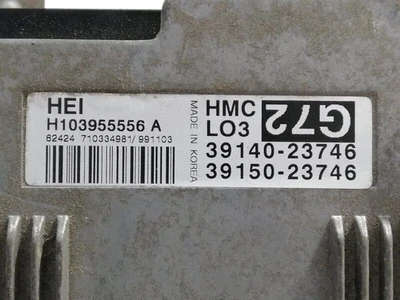 HEI
H103955556 A
62424 710334981/991103
MADE IN KOREA
HMC
LO3
G72
39140-23746
39150-23746